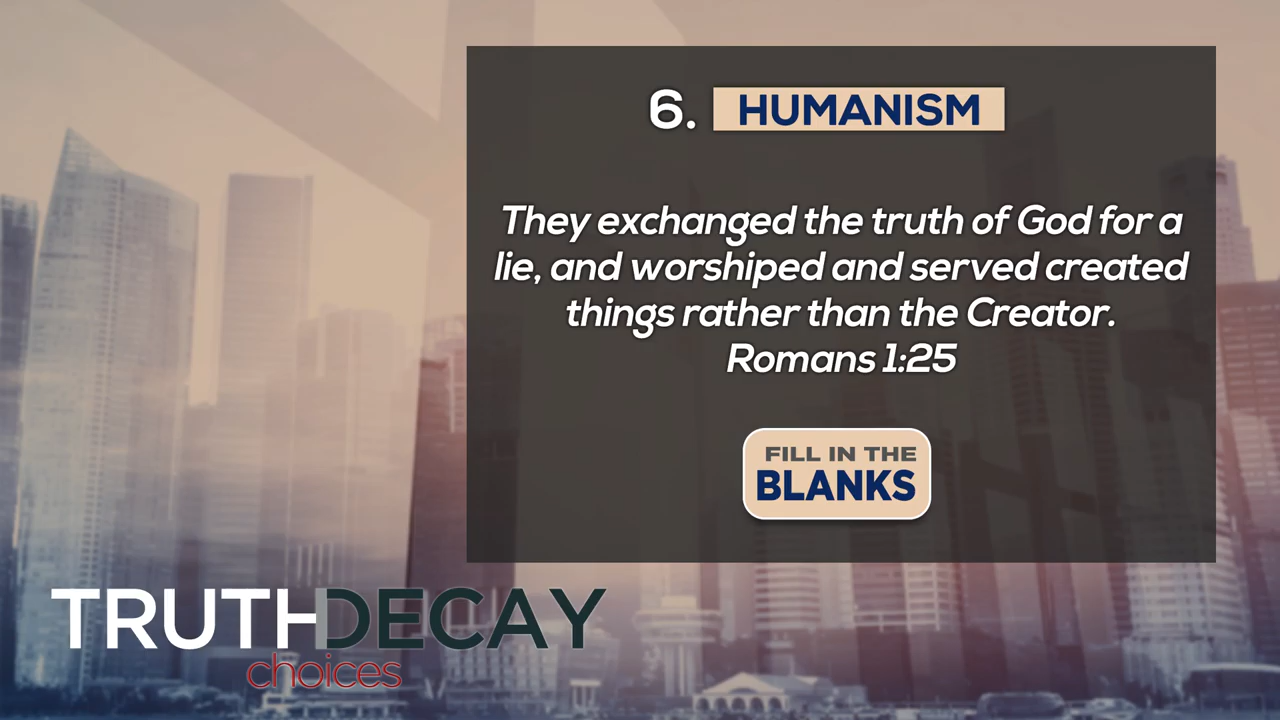 6. HUMANISM
They exchanged the truth of God for a
lie, and worshiped and served created
things rather than the Creator.
Romans 1:25
FILL IN THE
BLANKS
TRUTHDECAY
choices